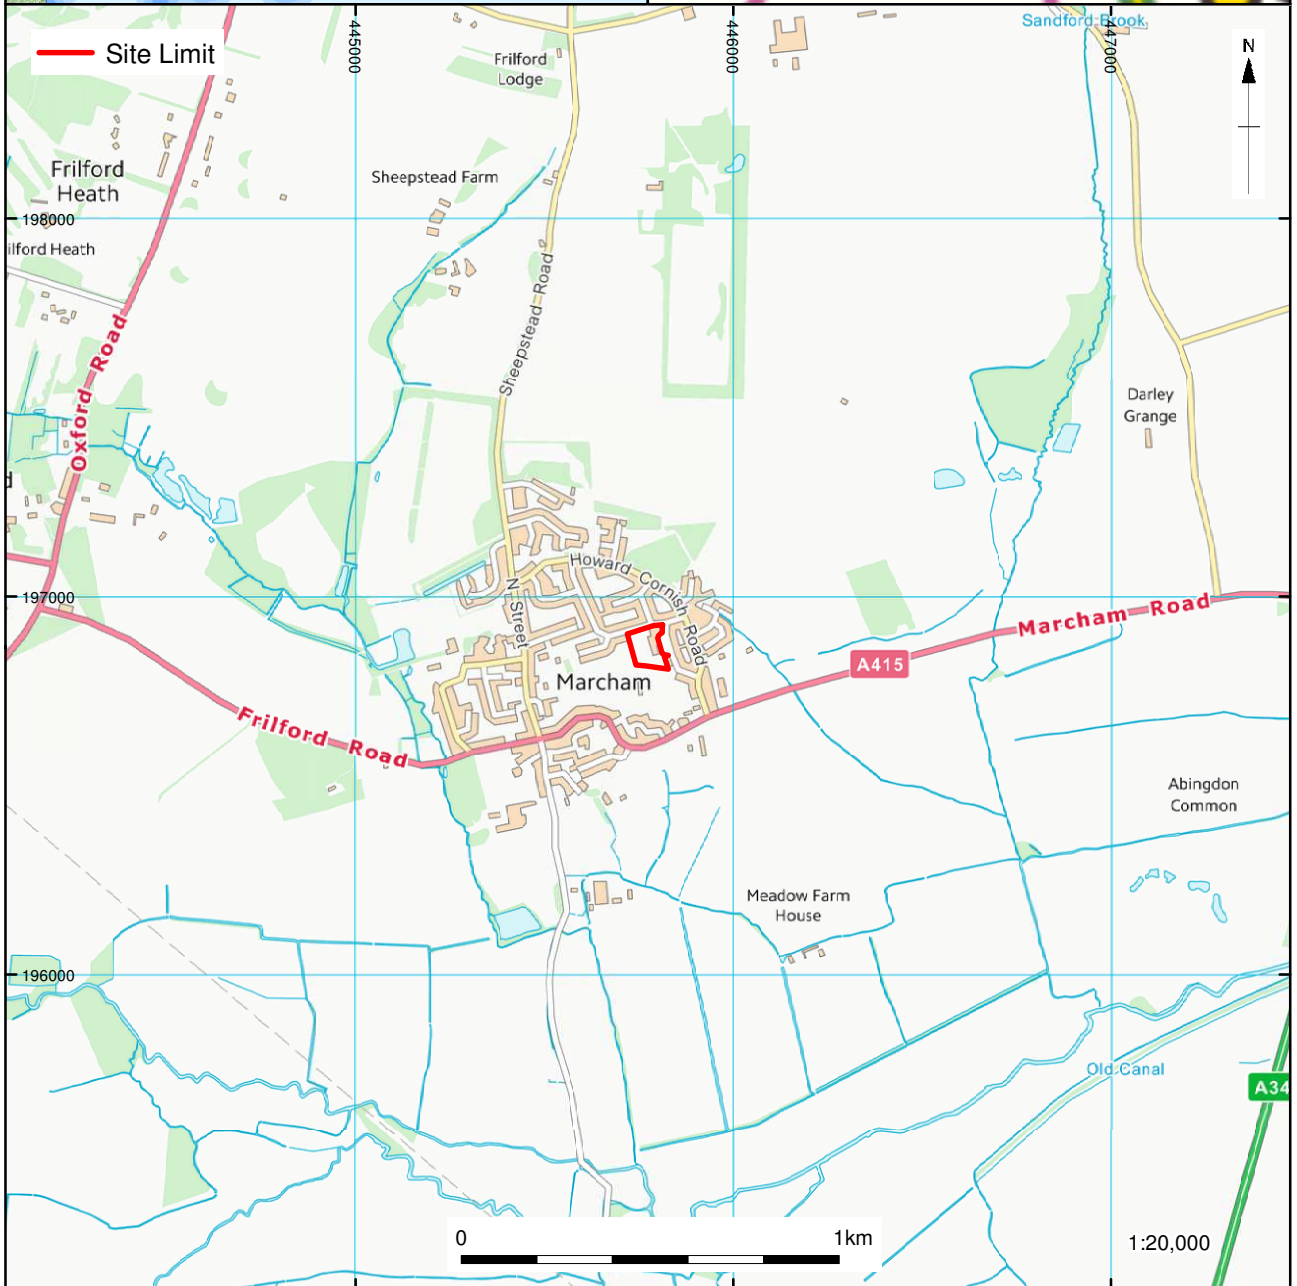 Site Limit
445000
446000
447000
Sandford Brook
N
Frilford
Lodge
Frilford
Heath
Sheepstead Farm
198000
ilford Heath
Sheepstead Road
Oxford Road
Darley
Grange
d
Howard Cornish Road
N Street
197000
Marcham Road
A415
Marcham
Frilford Road
Abingdon
Common
Meadow Farm
House
196000
Old Canal
A34
0
1km
1:20,000